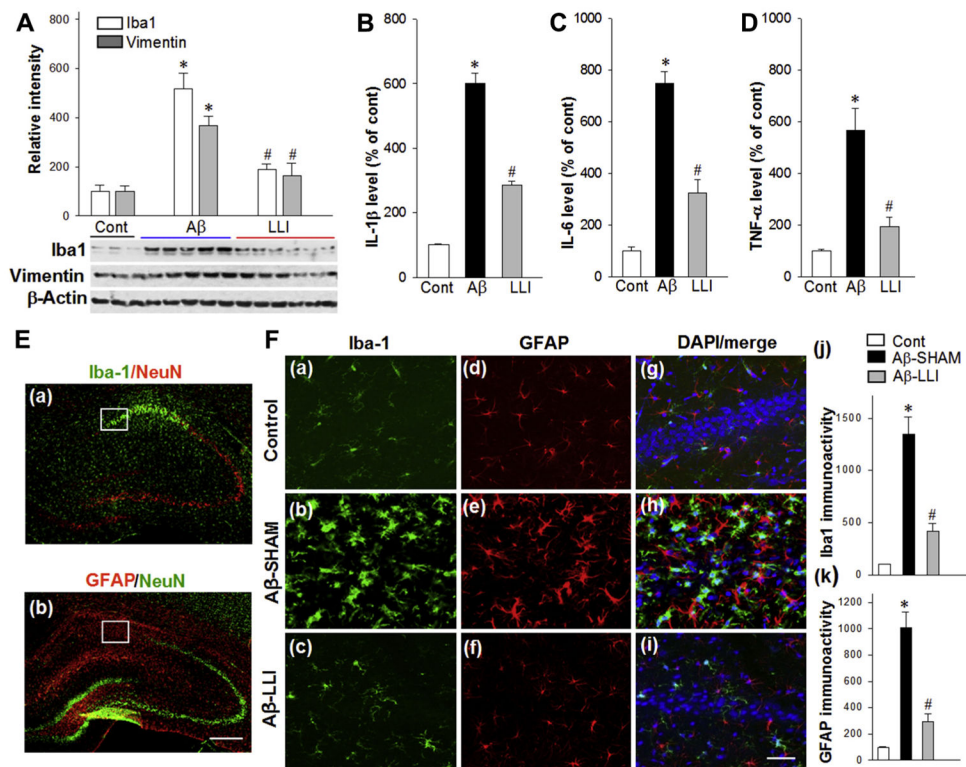 A
Iba1
Vimentin
Relative intensity
800
600
400
200
0
*
*
#
#
Cont
Aβ
LLI
Iba1
Vimentin
β-Actin
B
IL-1β level (% of cont)
800
600
400
200
0
*
#
Cont
Aβ
LLI
C
IL-6 level (% of cont)
1000
800
600
400
200
0
*
#
Cont
Aβ
LLI
D
TNF-α level (% of cont)
1000
800
600
400
200
0
*
#
Cont
Aβ
LLI
E
Iba-1/NeuN
(a)
GFAP/NeuN
(b)
F
Iba-1
GFAP
DAPI/merge
Control
(a)
(d)
(g)
Aβ-SHAM
(b)
(e)
(h)
Aβ-LLI
(c)
(f)
(i)
(j)
Cont
Aβ-SHAM
Aβ-LLI
Iba1 immunoactivity
1500
1000
500
0
*
#
(k)
GFAP immunoactivity
1200
1000
800
600
400
200
0
*
#